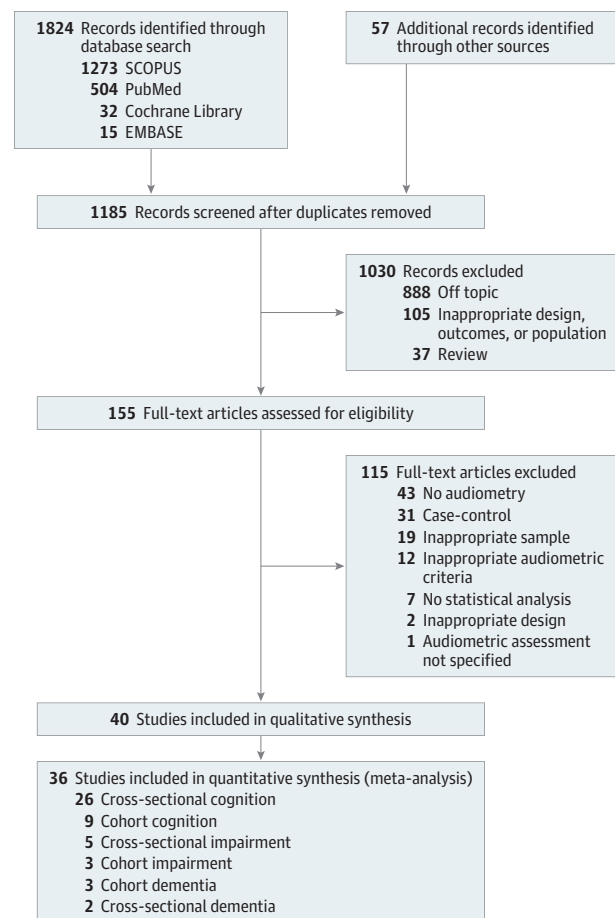 1824 Records identified through
database search
1273 SCOPUS
504 PubMed
32 Cochrane Library
15 EMBASE
57 Additional records identified
through other sources
1185 Records screened after duplicates removed
1030 Records excluded
888 Off topic
105 Inappropriate design,
outcomes, or population
37 Review
155 Full-text articles assessed for eligibility
115 Full-text articles excluded
43 No audiometry
31 Case-control
19 Inappropriate sample
12 Inappropriate audiometric
criteria
7 No statistical analysis
2 Inappropriate design
1 Audiometric assessment
not specified
40 Studies included in qualitative synthesis
36 Studies included in quantitative synthesis (meta-analysis)
26 Cross-sectional cognition
9 Cohort cognition
5 Cross-sectional impairment
3 Cohort impairment
3 Cohort dementia
2 Cross-sectional dementia